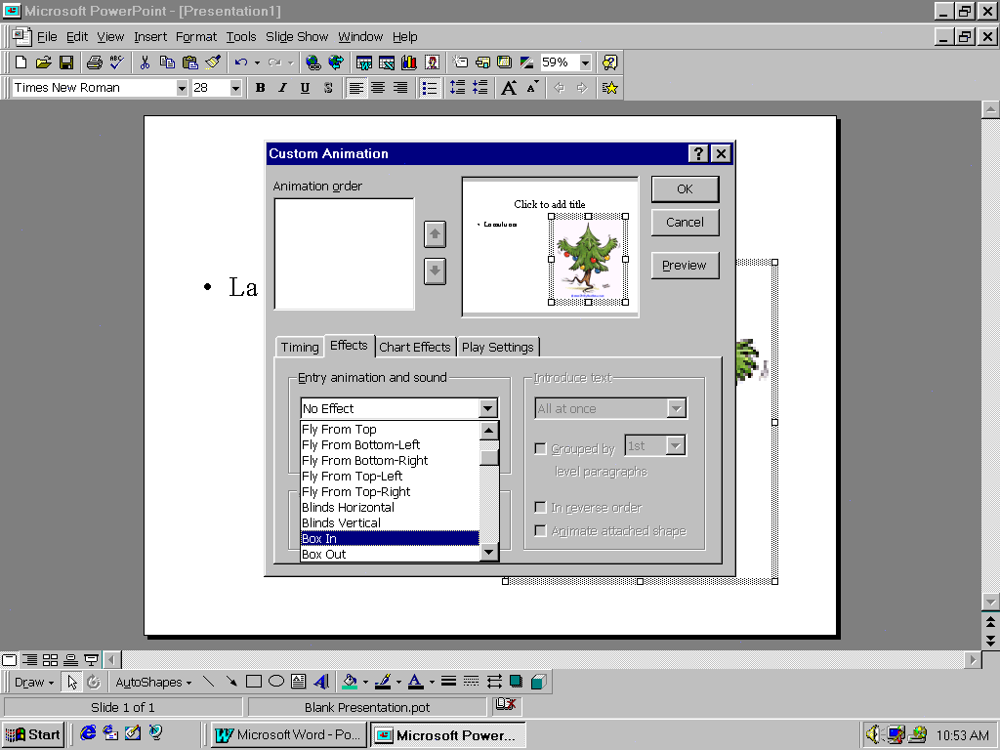 Microsoft PowerPoint - [Presentation1]
File Edit View Insert Format Tools Slide Show Window Help
59%
Times New Roman 28 B I U S A A
Custom Animation
Animation order
OK
Cancel
Preview
Click to add title
• La
Timing Effects Chart Effects Play Settings
Entry animation and sound
No Effect
Fly From Top
Fly From Bottom-Left
Fly From Bottom-Right
Fly From Top-Left
Fly From Top-Right
Blinds Horizontal
Blinds Vertical
Box In
Box Out
Introduce text
All at once
Grouped by 1st
level paragraphs
In reverse order
Animate attached shape
Draw AutoShapes
Slide 1 of 1 Blank Presentation.pot
Start Microsoft Word - Po... Microsoft Power... 10:53 AM